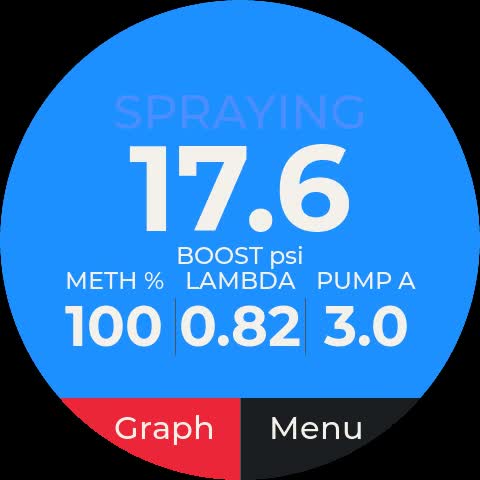 SPRAYING
17.6
BOOST psi
METH % LAMBDA PUMP A
100 0.82 3.0
Graph Menu